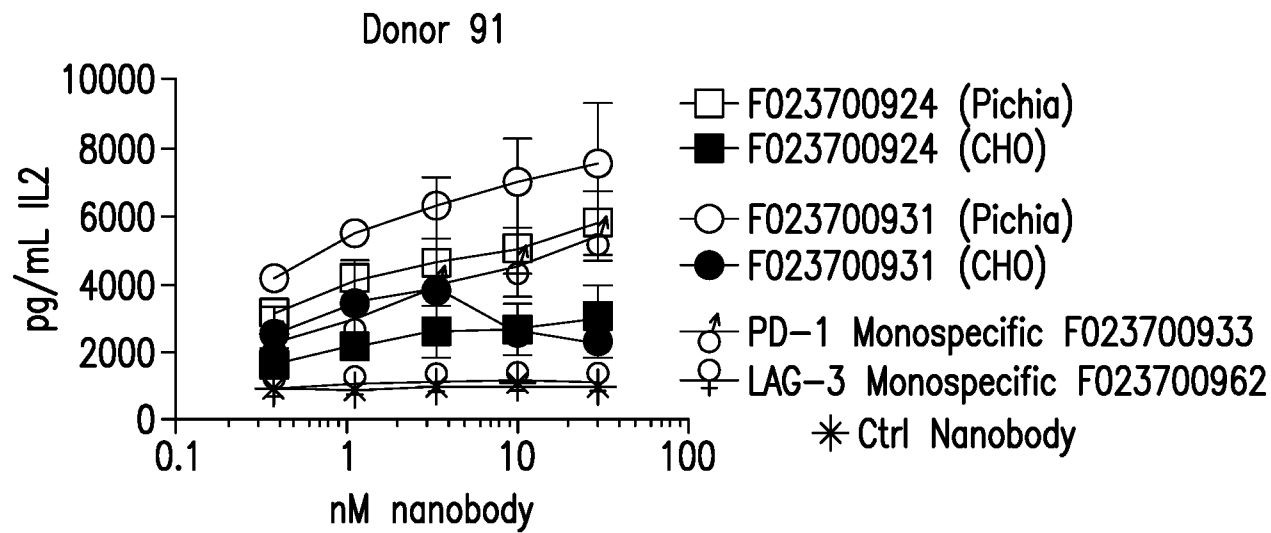 Donor 91
10000
8000
6000
4000
2000
0
pg/mL IL2
0.1 1 10 100
nM nanobody
F023700924 (Pichia)
F023700924 (CHO)
F023700931 (Pichia)
F023700931 (CHO)
PD-1 Monospecific F023700933
LAG-3 Monospecific F023700962
Ctrl Nanobody